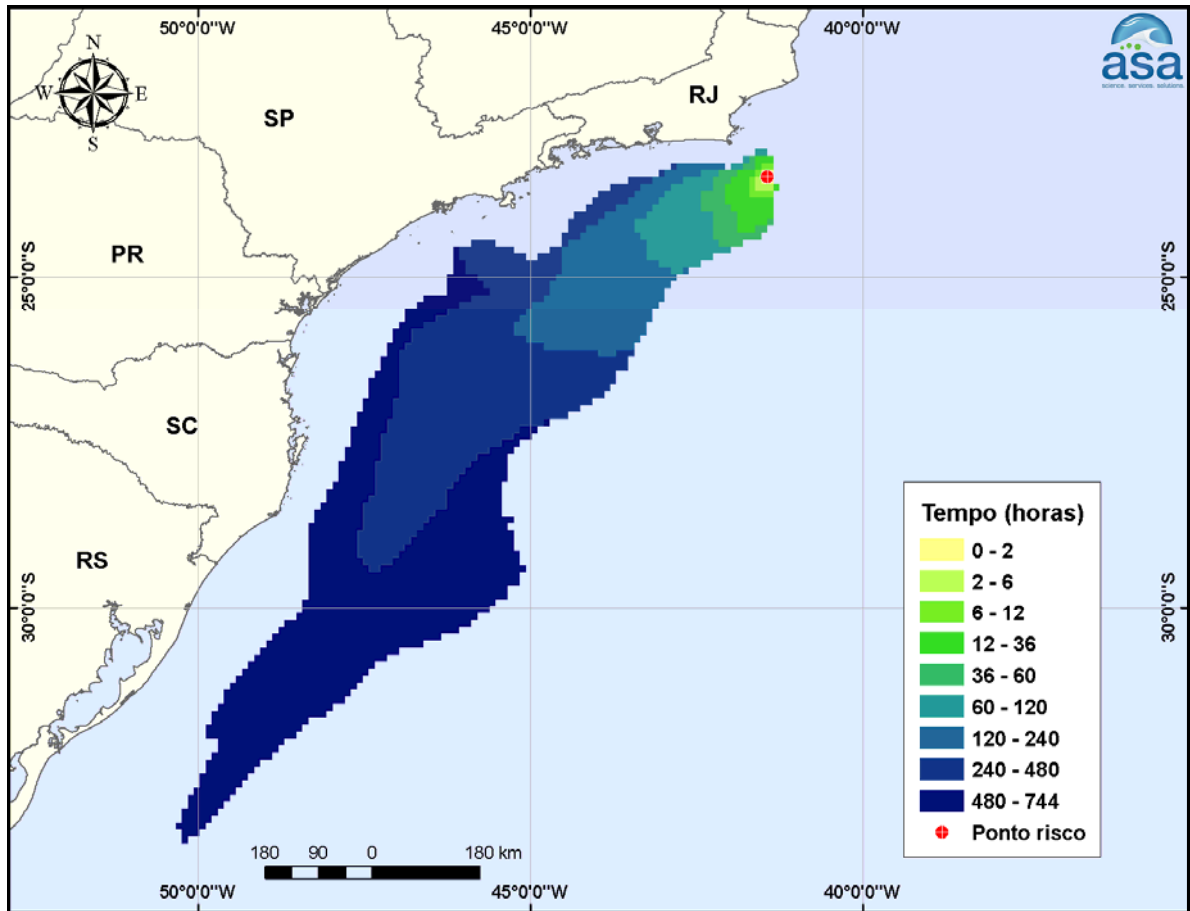 50°0'0"W 45°0'0"W 40°0'0"W
asa
science. services. solutions.
N
W E
S
RJ
SP
PR
25°0'0"S 25°0'0"S
SC
RS
30°0'0"S 30°0'0"S
Tempo (horas)
0 - 2
2 - 6
6 - 12
12 - 36
36 - 60
60 - 120
120 - 240
240 - 480
480 - 744
Ponto risco
180 90 0 180 km
50°0'0"W 45°0'0"W 40°0'0"W